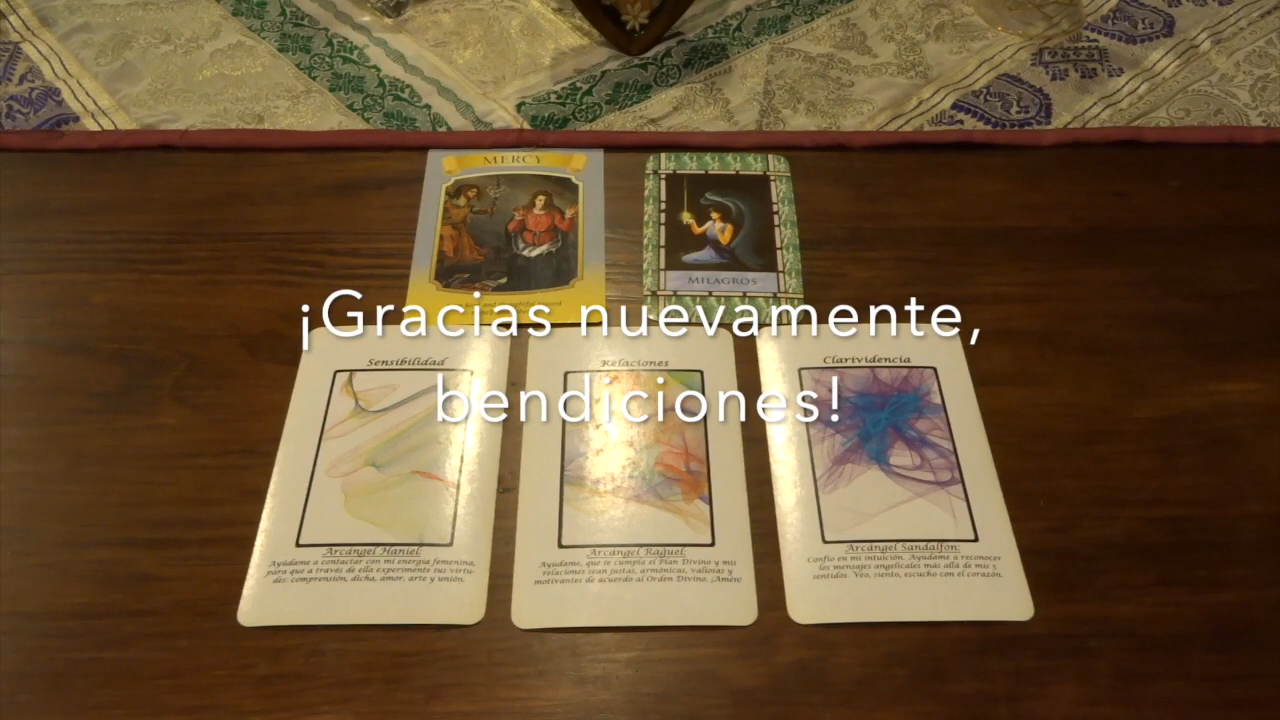 MERCY
MILAGROS
¡Gracias nuevamente,
bendiciones!
Sensibilidad
Relaciones
Clarividencia
Arcángel Haniel:
Ayúdame a contactar con mi energía femenina,
para que a través de ella experimente tus virtu-
des: comprensión, dicha, amor, arte y unión.
Arcángel Raguel:
Ayúdame, que se cumpla el Plan Divino y mis
relaciones sean justas, armónicas, valiosas y
motivantes de acuerdo al Orden Divino. ¡Amén!
Arcángel Sandalfón:
Confío en mi intuición. Ayúdame a reconocer
los mensajes angelicales más allá de mis 5
sentidos. Veo, siento, escucho con el corazón.